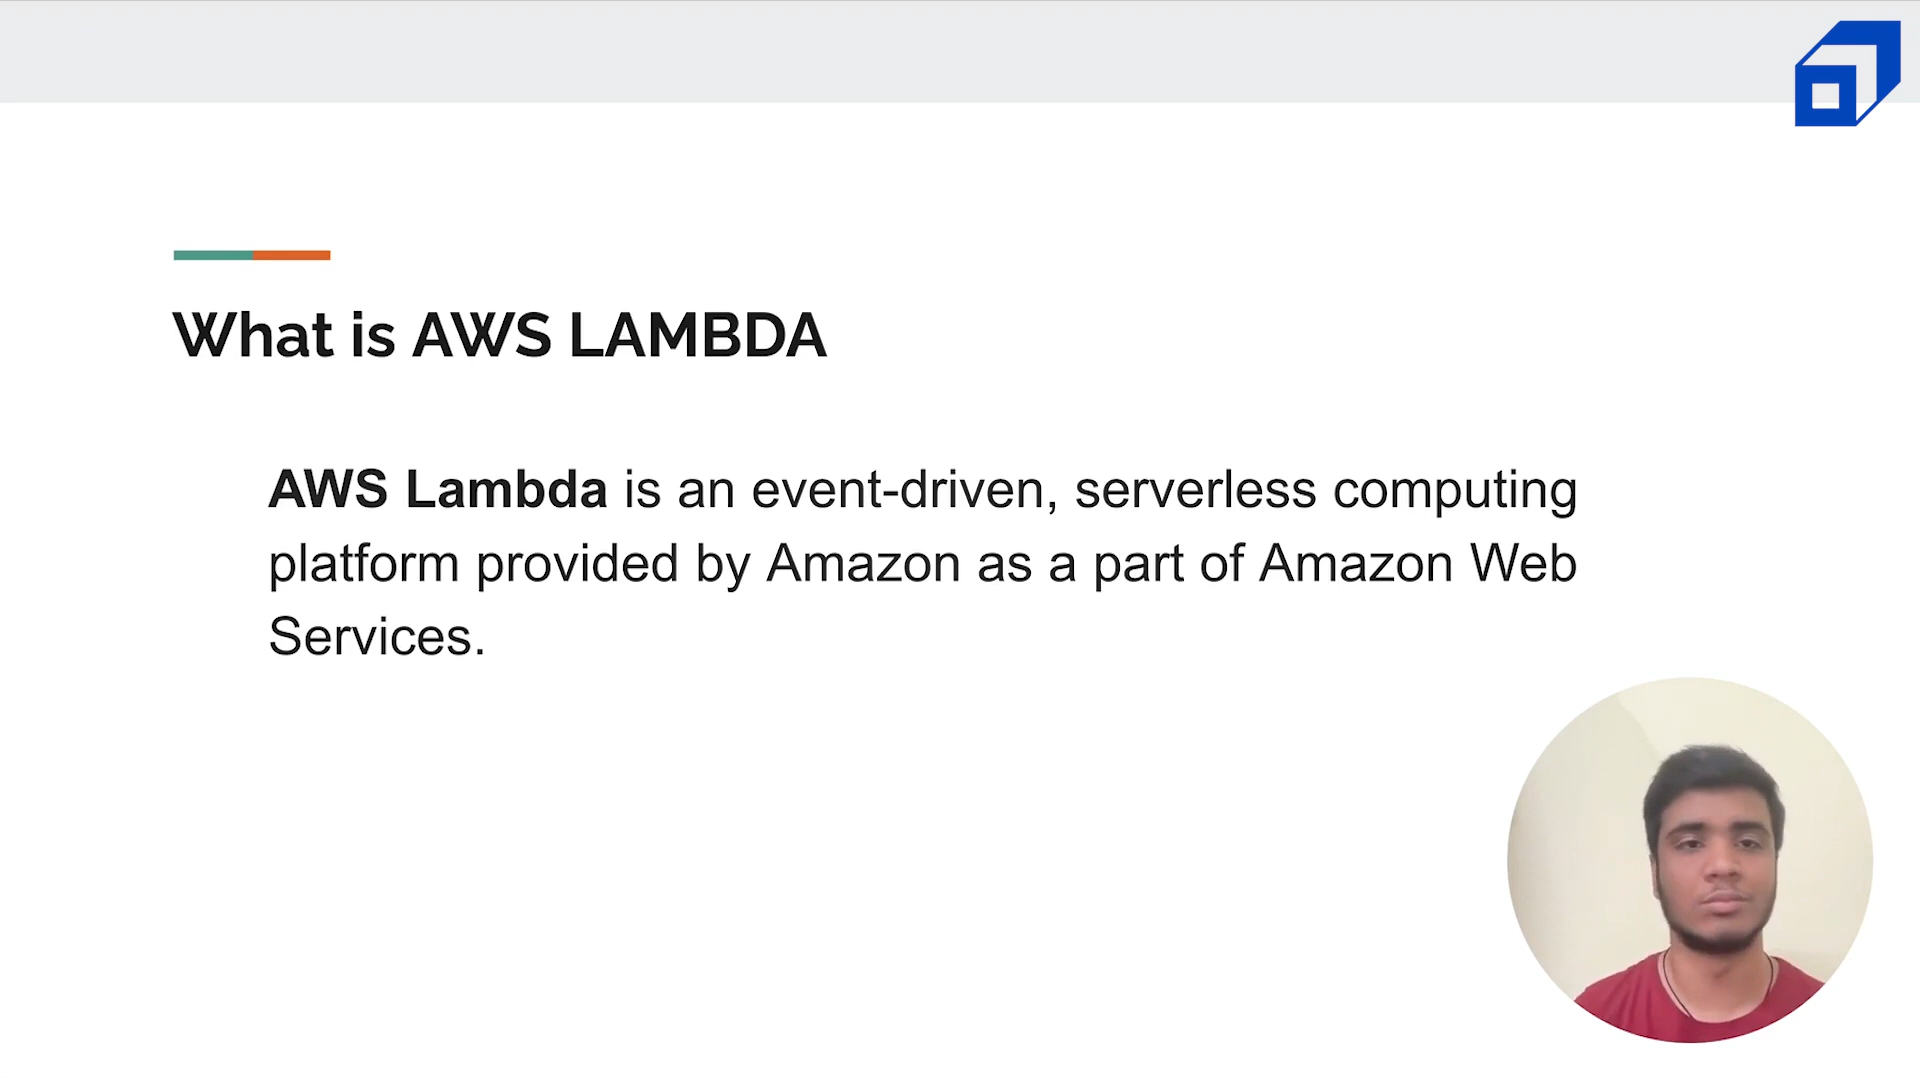 What is AWS LAMBDA
AWS Lambda is an event-driven, serverless computing
platform provided by Amazon as a part of Amazon Web
Services.